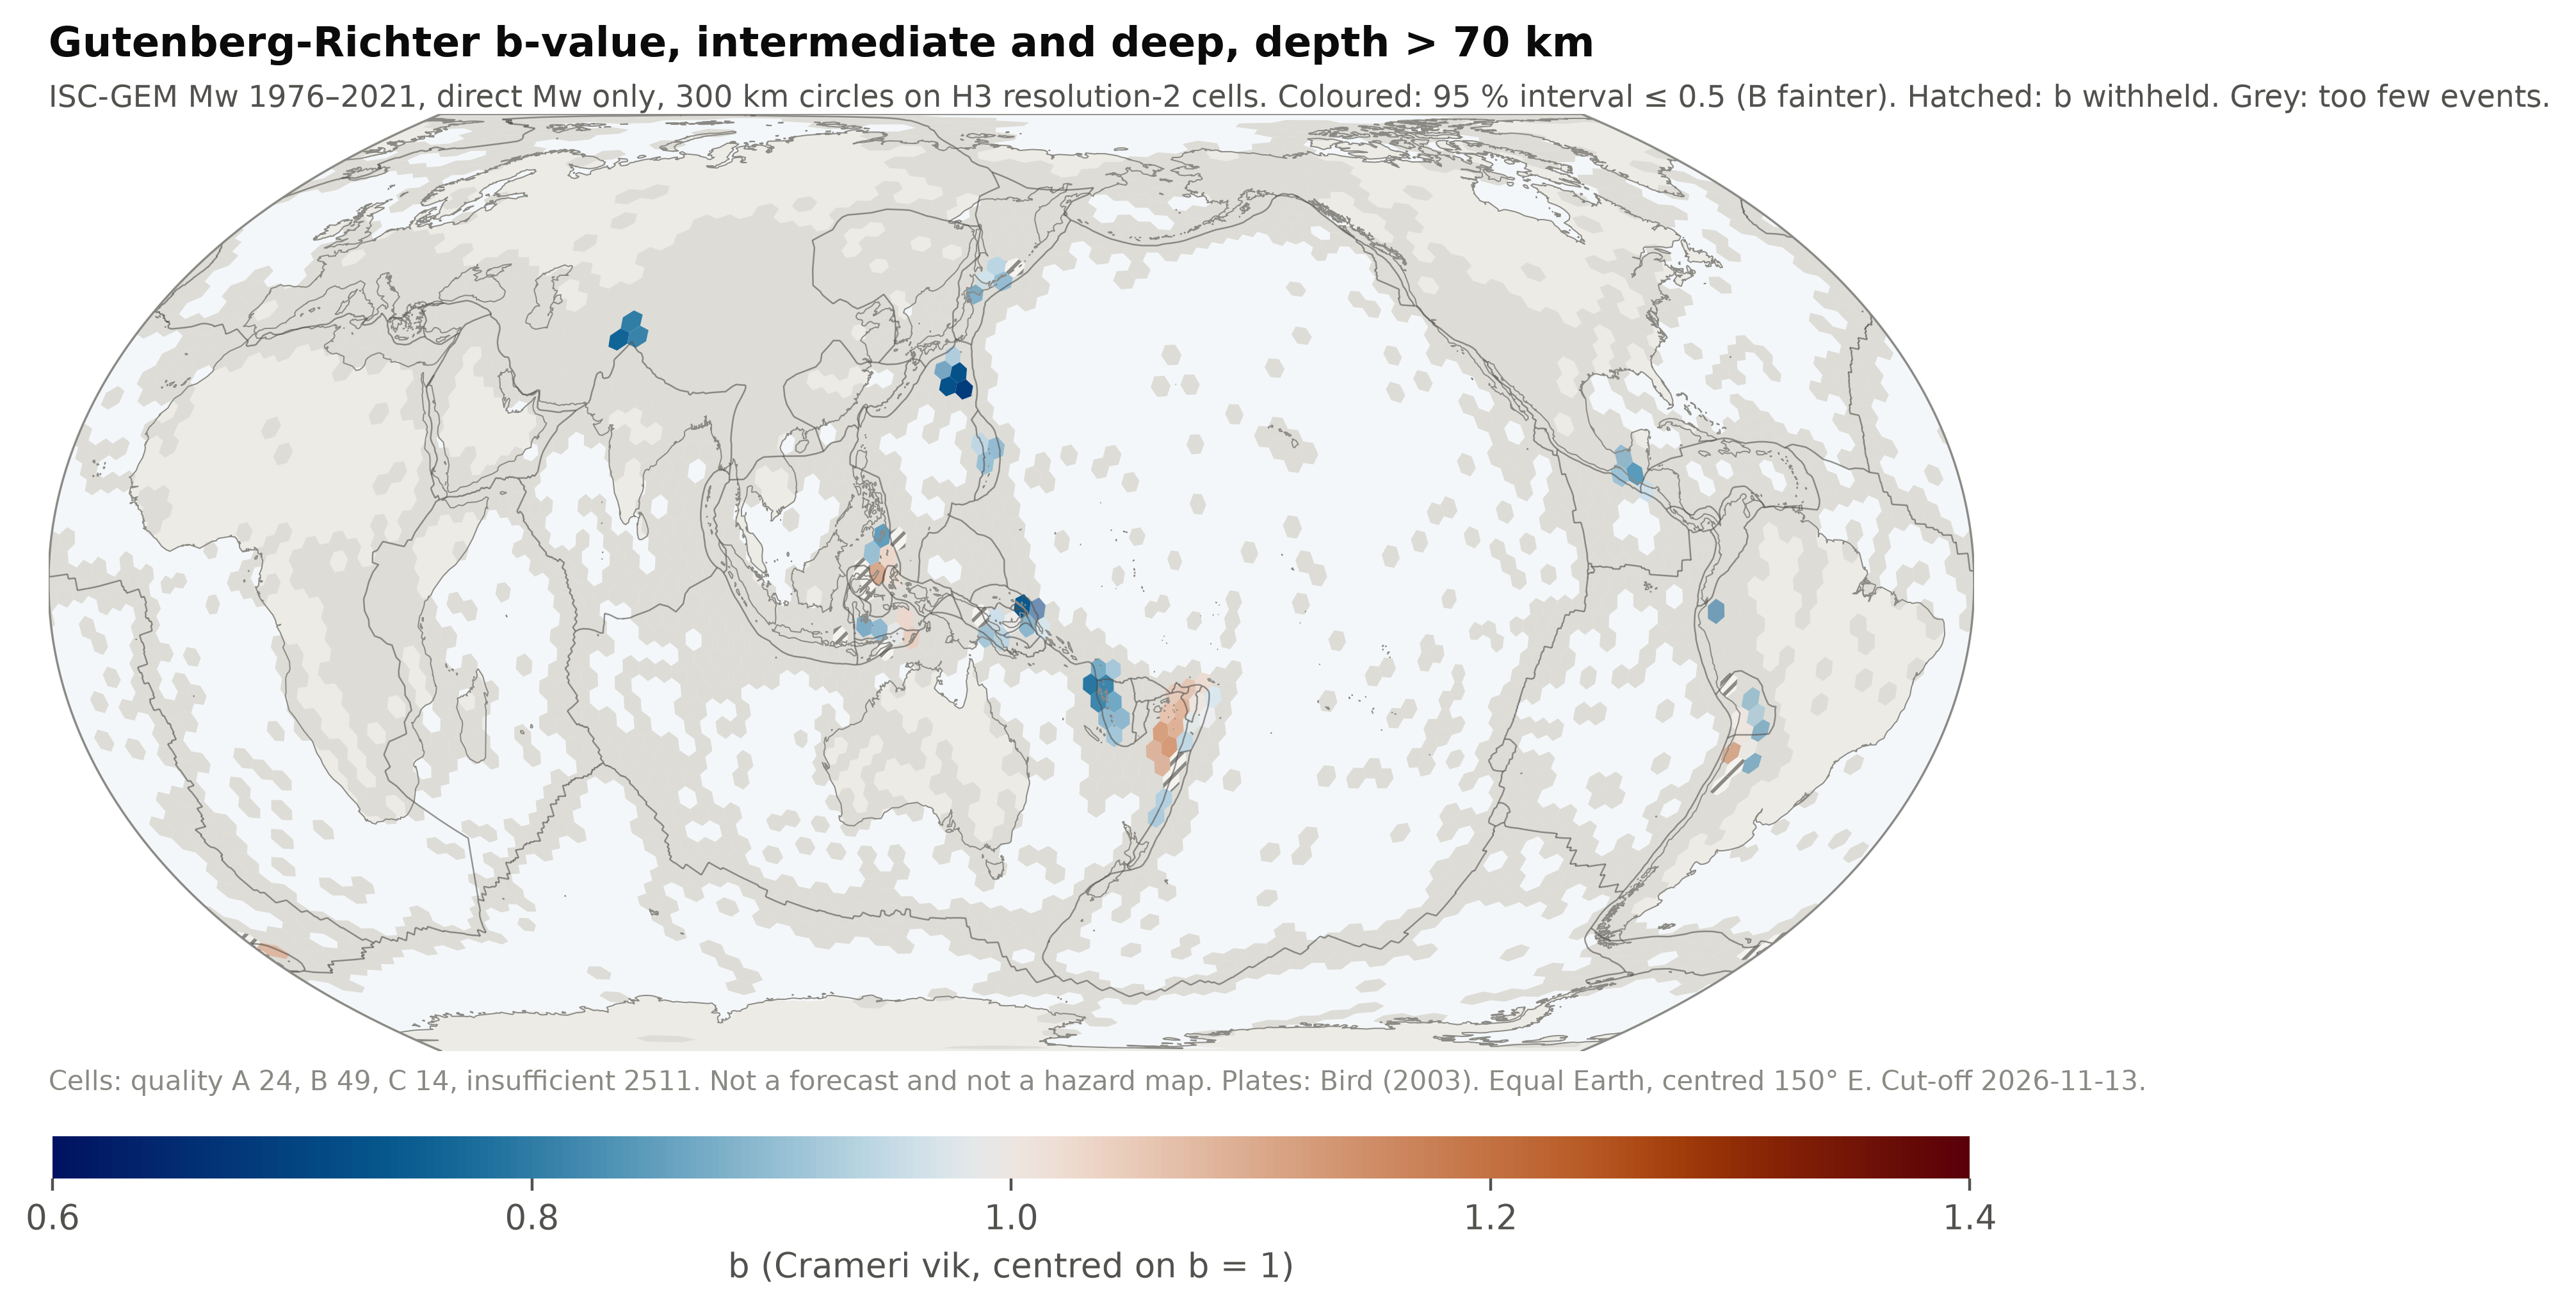 Gutenberg-Richter b-value, intermediate and deep, depth > 70 km
ISC-GEM Mw 1976–2021, direct Mw only, 300 km circles on H3 resolution-2 cells. Coloured: 95 % interval ≤ 0.5 (B fainter). Hatched: b withheld. Grey: too few events.
Cells: quality A 24, B 49, C 14, insufficient 2511. Not a forecast and not a hazard map. Plates: Bird (2003). Equal Earth, centred 150° E. Cut-off 2026-11-13.
0.6 0.8 1.0 1.2 1.4
b (Crameri vik, centred on b = 1)